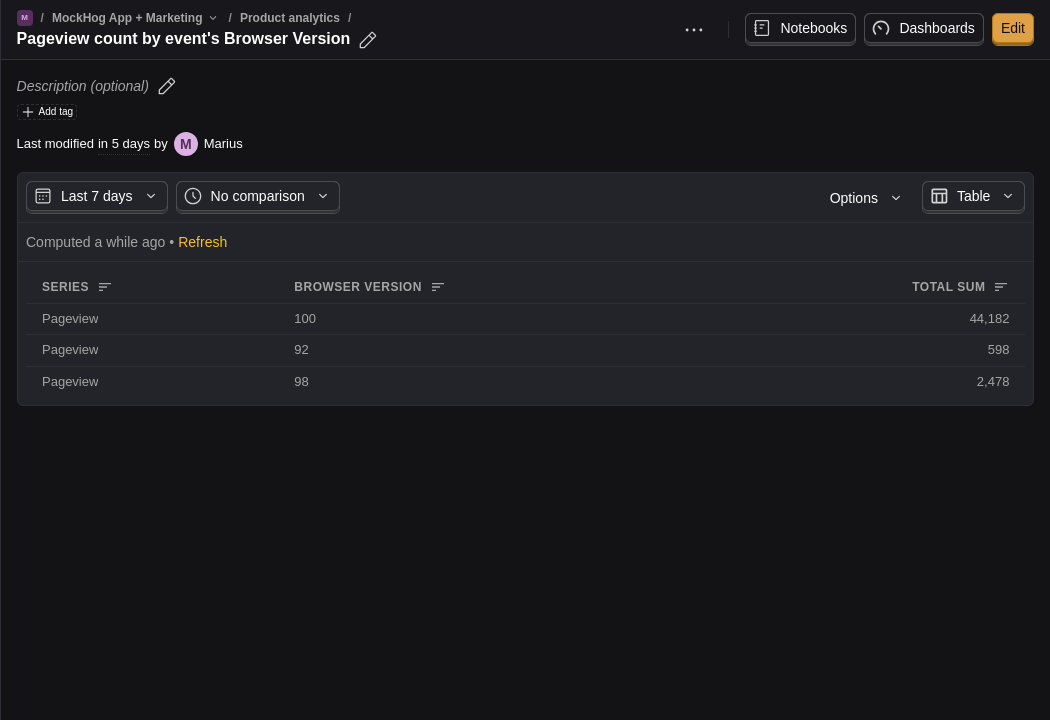 M / MockHog App + Marketing / Product analytics /
Pageview count by event's Browser Version
Notebooks Dashboards Edit
Description (optional)
Add tag
Last modified in 5 days by M Marius
Last 7 days No comparison Options Table
Computed a while ago • Refresh
SERIES BROWSER VERSION TOTAL SUM
Pageview 100 44,182
Pageview 92 598
Pageview 98 2,478